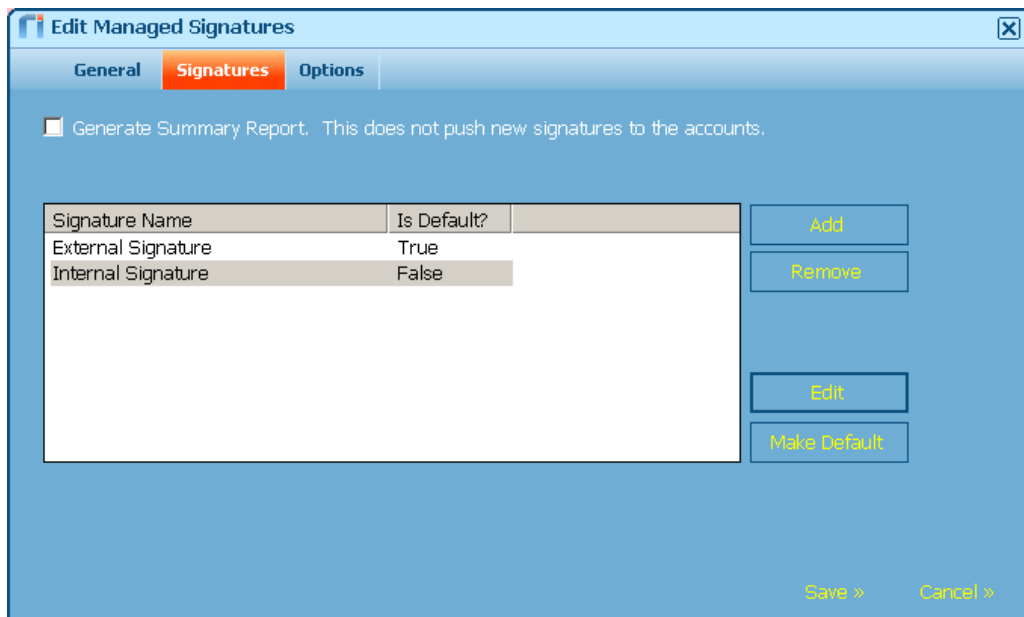 Edit Managed Signatures
General Signatures Options
Generate Summary Report. This does not push new signatures to the accounts.
Signature Name Is Default?
External Signature True
Internal Signature False
Add
Remove
Edit
Make Default
Save » Cancel »